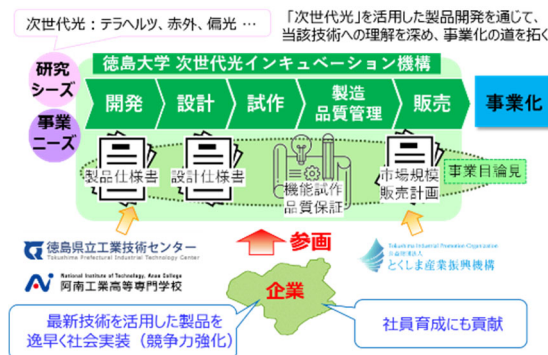 次世代光：テラヘルツ、赤外、偏光 …
「次世代光」を活用した製品開発を通じて、
当該技術への理解を深め、事業化の道を拓く
研究
シーズ
事業
ニーズ
徳島大学 次世代光インキュベーション機構
開発
設計
試作
製造
品質管理
販売
事業化
製品仕様書
設計仕様書
機能試作
品質保証
市場規模
販売計画
事業目論見
徳島県立工業技術センター
Tokushima Prefectural Industrial Technology Center
National Institute of Technology, Anan College
阿南工業高等専門学校
参画
Tokushima Industrial Promotion Organization
公益財団法人
とくしま産業振興機構
企業
最新技術を活用した製品を
逸早く社会実装（競争力強化）
社員育成にも貢献